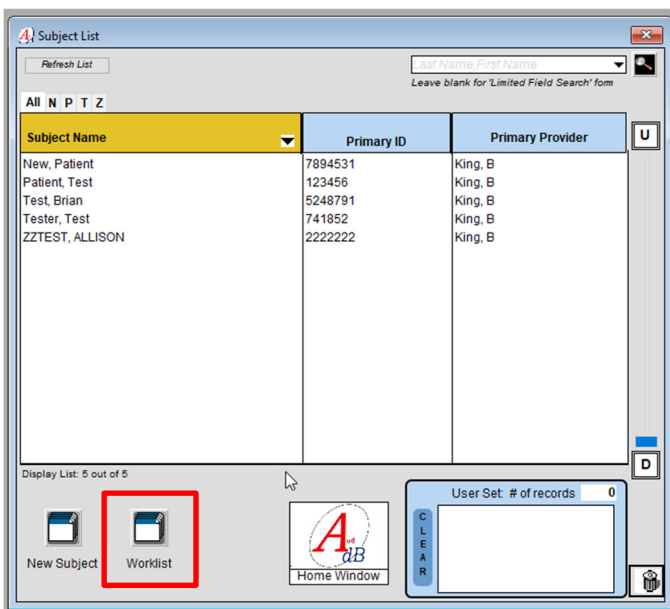 Subject List
Refresh List
Last Name,First Name
Leave blank for 'Limited Field Search' form
All N P T Z
Subject Name Primary ID Primary Provider U
New, Patient 7894531 King, B
Patient, Test 123456 King, B
Test, Brian 5248791 King, B
Tester, Test 741852 King, B
ZZTEST, ALLISON 2222222 King, B
D
Display List: 5 out of 5
User Set: # of records 0
CLEAR
Aud
dB
New Subject Worklist Home Window